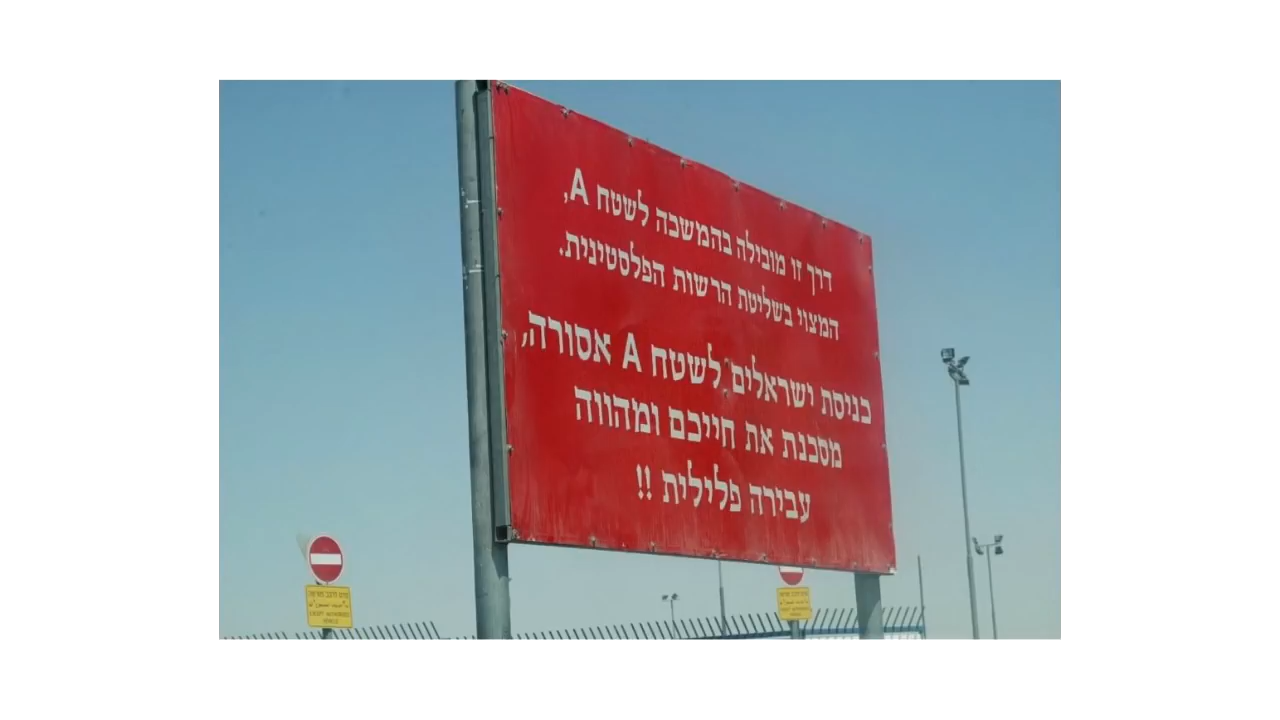 דרך זו מובילה בהמשכה לשטח A,
המצוי בשליטת הרשות הפלסטינית.
כניסת ישראלים לשטח A אסורה,
מסכנת את חייכם ומהווה
עבירה פלילית !!